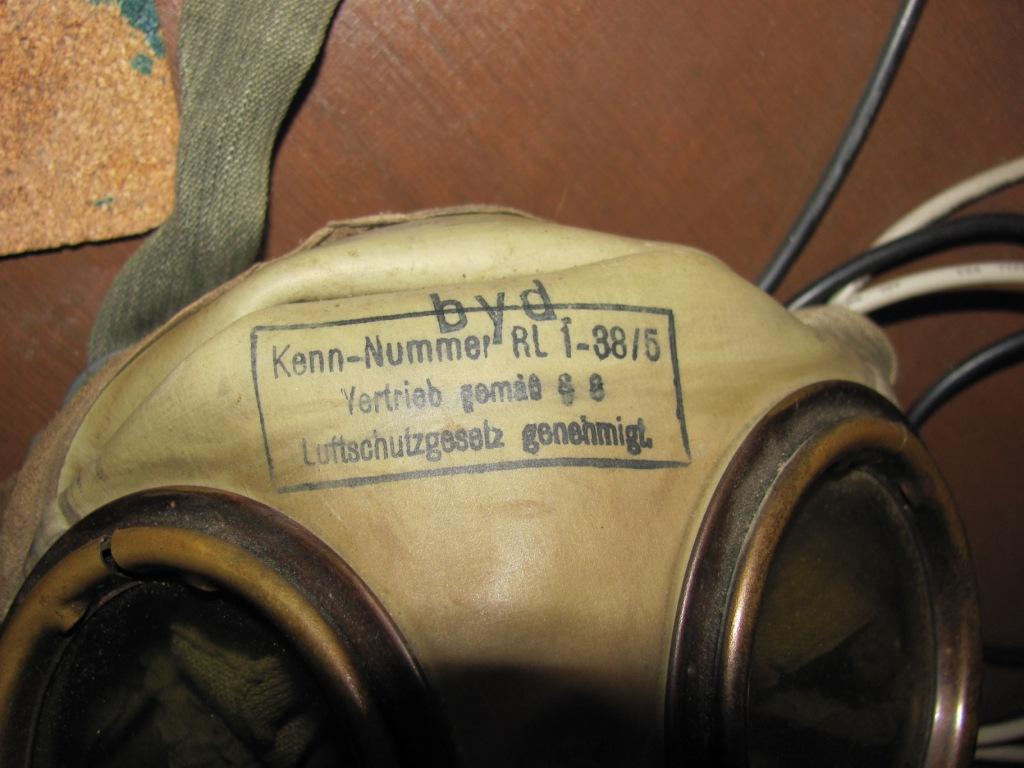 byd
Kenn-Nummer RL 1-38/5
Vertrieb gemäß § 8
Luftschutzgesetz genehmigt